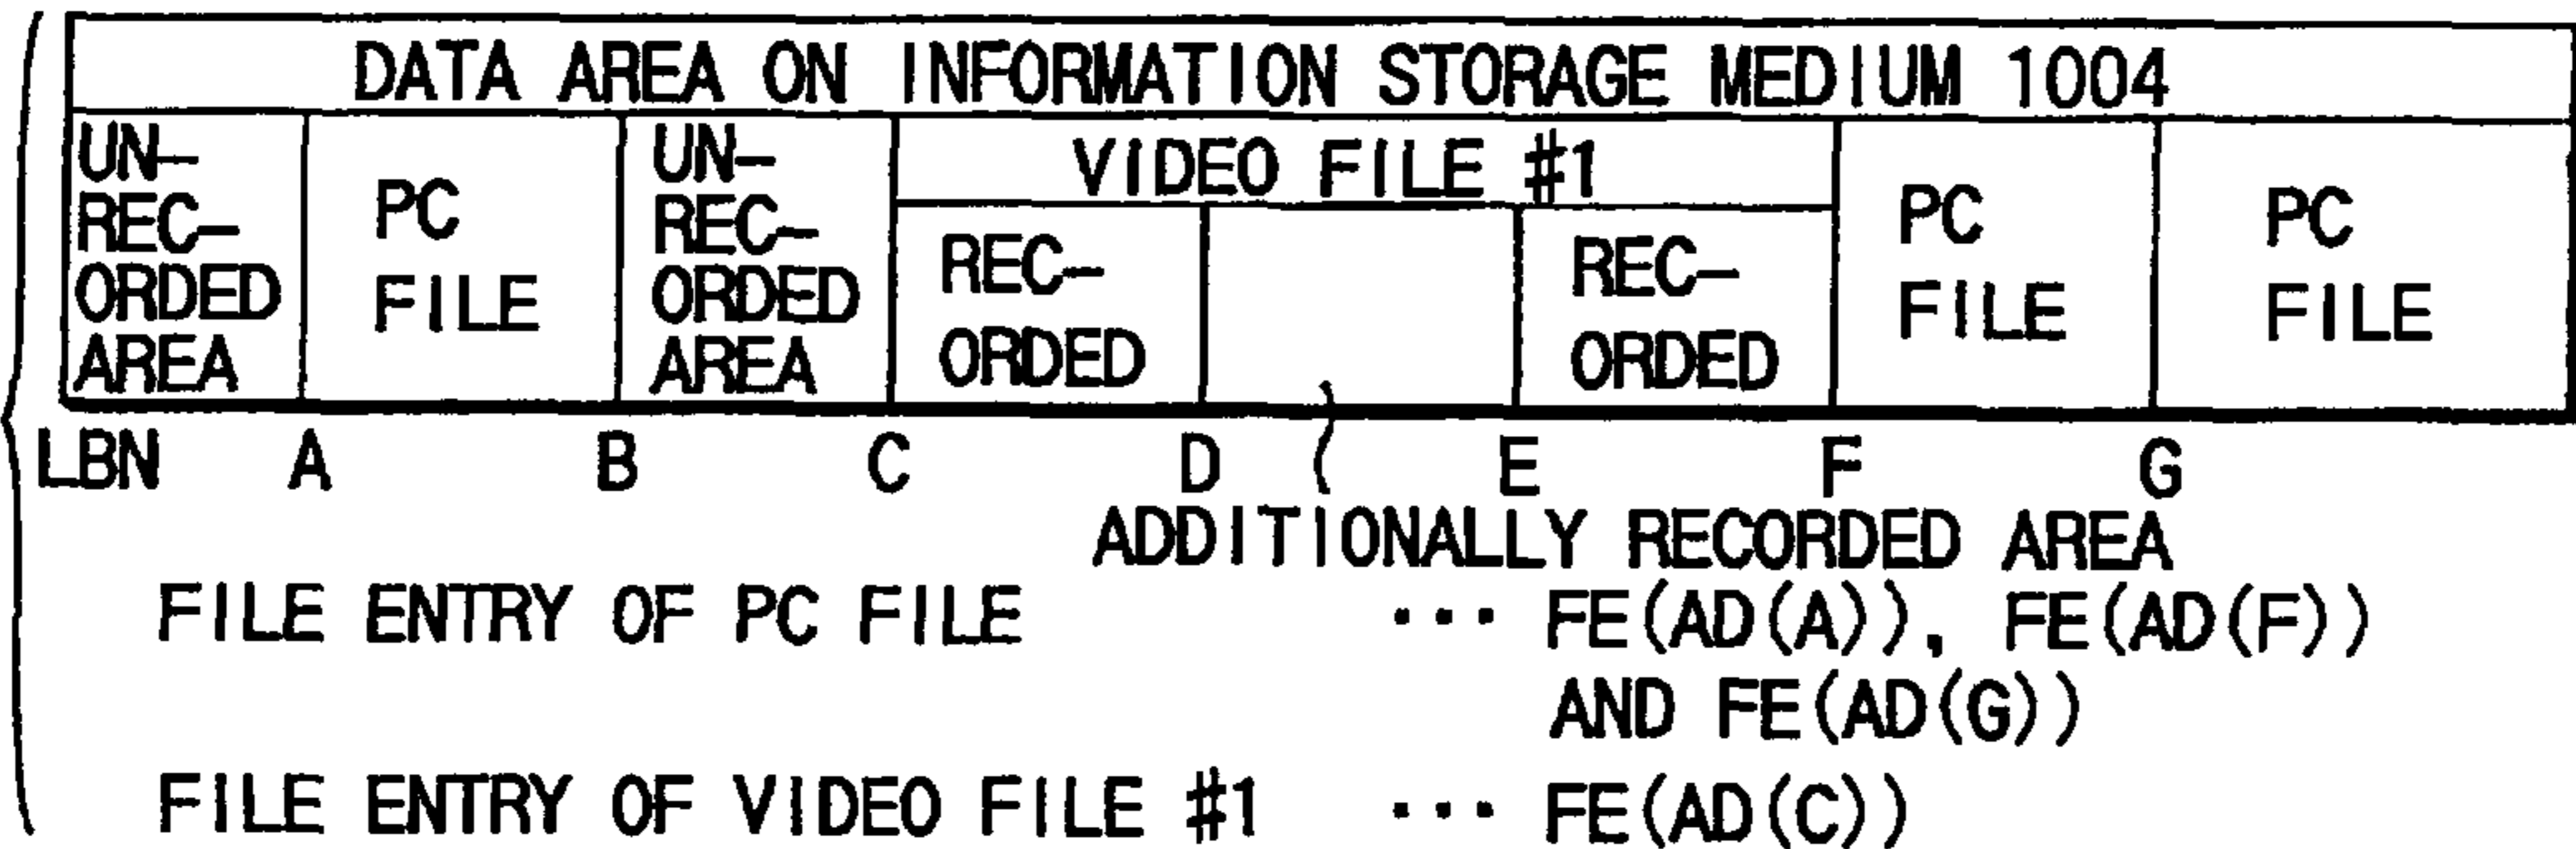 DATA AREA ON INFORMATION STORAGE MEDIUM 1004
UN-
REC-
ORDED
AREA
PC
FILE
UN-
REC-
ORDED
AREA
VIDEO FILE #1
REC-
ORDED
REC-
ORDED
PC
FILE
PC
FILE
LBN A B C D E F G
ADDITIONALLY RECORDED AREA
FILE ENTRY OF PC FILE ··· FE(AD(A)), FE(AD(F))
AND FE(AD(G))
FILE ENTRY OF VIDEO FILE #1 ··· FE(AD(C))